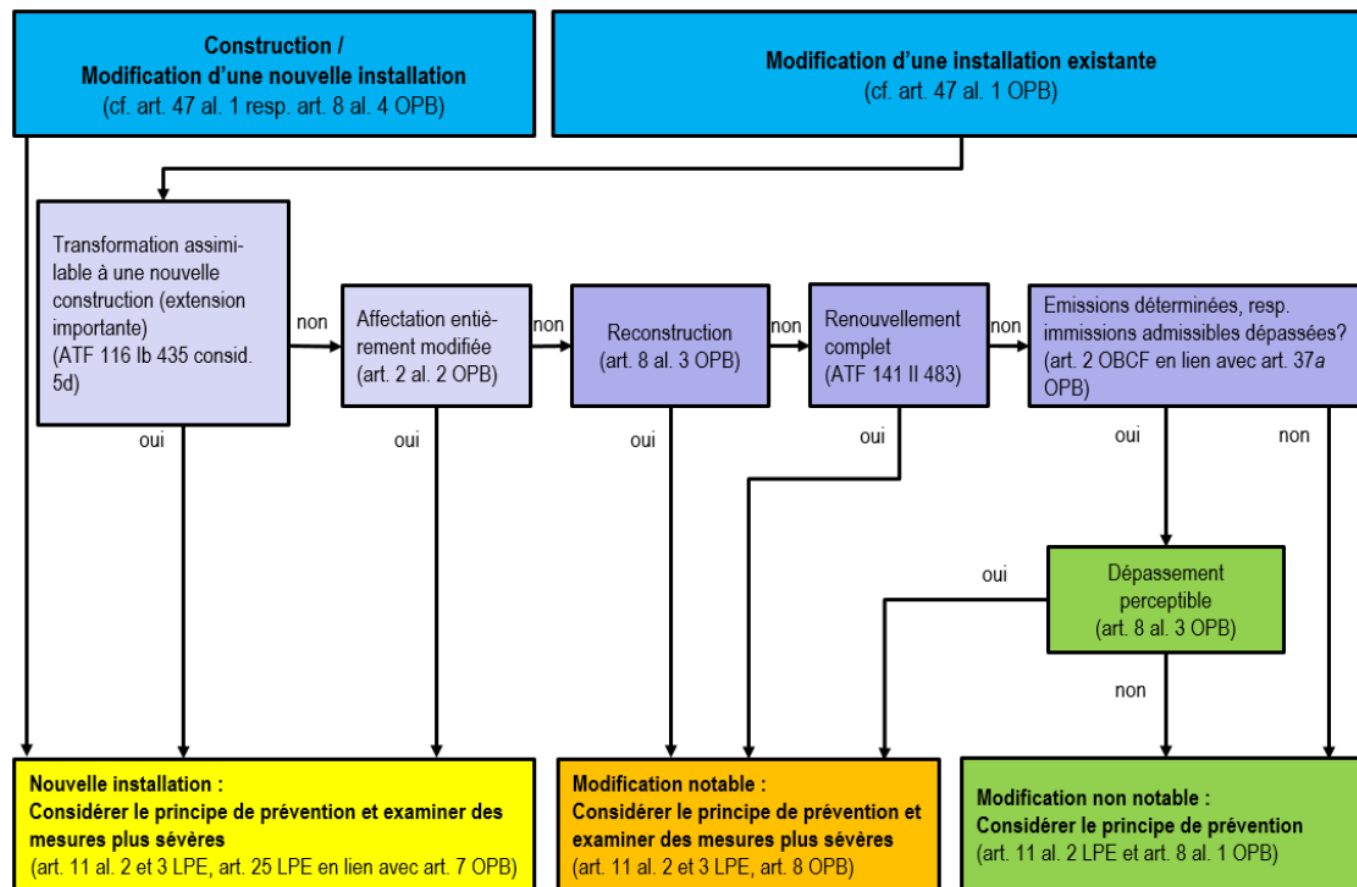 Construction /
Modification d'une nouvelle installation
(cf. art. 47 al. 1 resp. art. 8 al. 4 OPB)
Modification d'une installation existante
(cf. art. 47 al. 1 OPB)
Transformation assimi-
lable à une nouvelle
construction (extension
importante)
(ATF 116 Ib 435 consid.
5d)
non
Affectation entiè-
rement modifiée
(art. 2 al. 2 OPB)
non
Reconstruction
(art. 8 al. 3 OPB)
non
Renouvellement
complet
(ATF 141 II 483)
non
Emissions déterminées, resp.
immissions admissibles dépassées?
(art. 2 OBCF en lien avec art. 37a
OPB)
oui
oui
oui
oui
oui
non
oui
Dépassement
perceptible
(art. 8 al. 3 OPB)
non
Nouvelle installation :
Considérer le principe de prévention et examiner des
mesures plus sévères
(art. 11 al. 2 et 3 LPE, art. 25 LPE en lien avec art. 7 OPB)
Modification notable :
Considérer le principe de prévention et
examiner des mesures plus sévères
(art. 11 al. 2 et 3 LPE, art. 8 OPB)
Modification non notable :
Considérer le principe de prévention
(art. 11 al. 2 LPE et art. 8 al. 1 OPB)